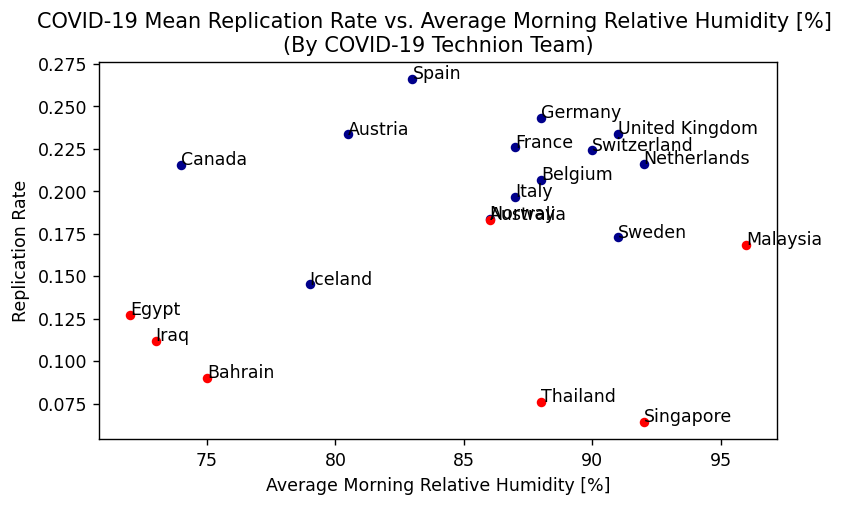 COVID-19 Mean Replication Rate vs. Average Morning Relative Humidity [%]
(By COVID-19 Technion Team)
0.275
0.250
0.225
0.200
0.175
0.150
0.125
0.100
0.075
Replication Rate
Spain
Germany
Austria
United Kingdom
France
Switzerland
Canada
Netherlands
Belgium
Italy
Norway
Australia
Sweden
Malaysia
Iceland
Egypt
Iraq
Bahrain
Thailand
Singapore
75
80
85
90
95
Average Morning Relative Humidity [%]